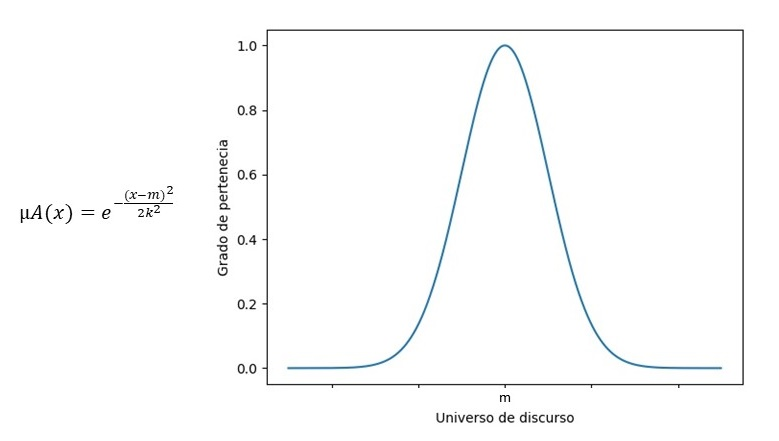 μA(x) = e^{-\frac{(x-m)^2}{2k^2}}
Grado de pertenecia
1.0
0.8
0.6
0.4
0.2
0.0
m
Universo de discurso